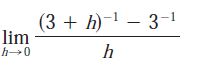 lim h→0 (3 + h)⁻¹ − 3⁻¹ / h